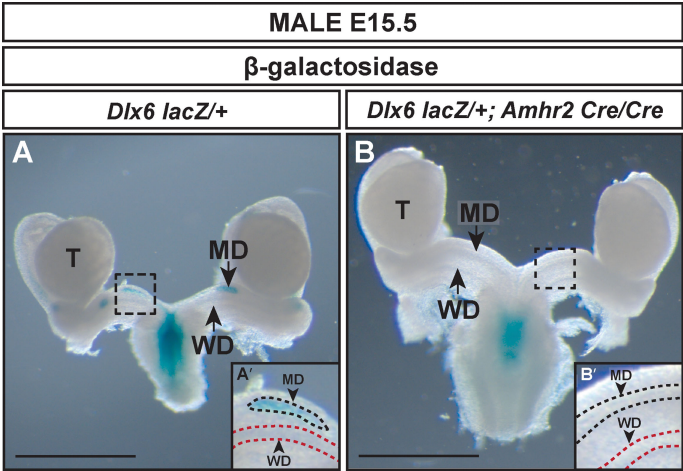 MALE E15.5
β-galactosidase
Dlx6 lacZ/+
Dlx6 lacZ/+; Amhr2 Cre/Cre
A
T
MD
WD
A′
MD
WD
B
T
MD
WD
B′
MD
WD